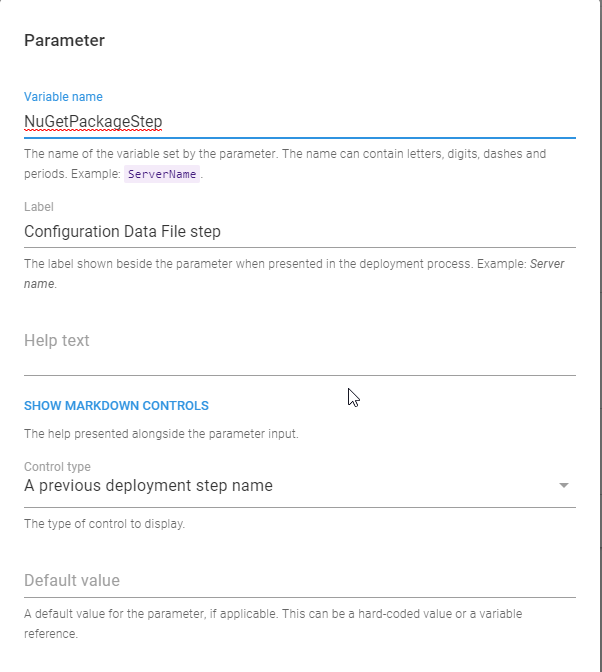 Parameter
Variable name
NuGetPackageStep
The name of the variable set by the parameter. The name can contain letters, digits, dashes and
periods. Example: ServerName.
Label
Configuration Data File step
The label shown beside the parameter when presented in the deployment process. Example: Server
name.
Help text
SHOW MARKDOWN CONTROLS
The help presented alongside the parameter input.
Control type
A previous deployment step name
The type of control to display.
Default value
A default value for the parameter, if applicable. This can be a hard-coded value or a variable
reference.